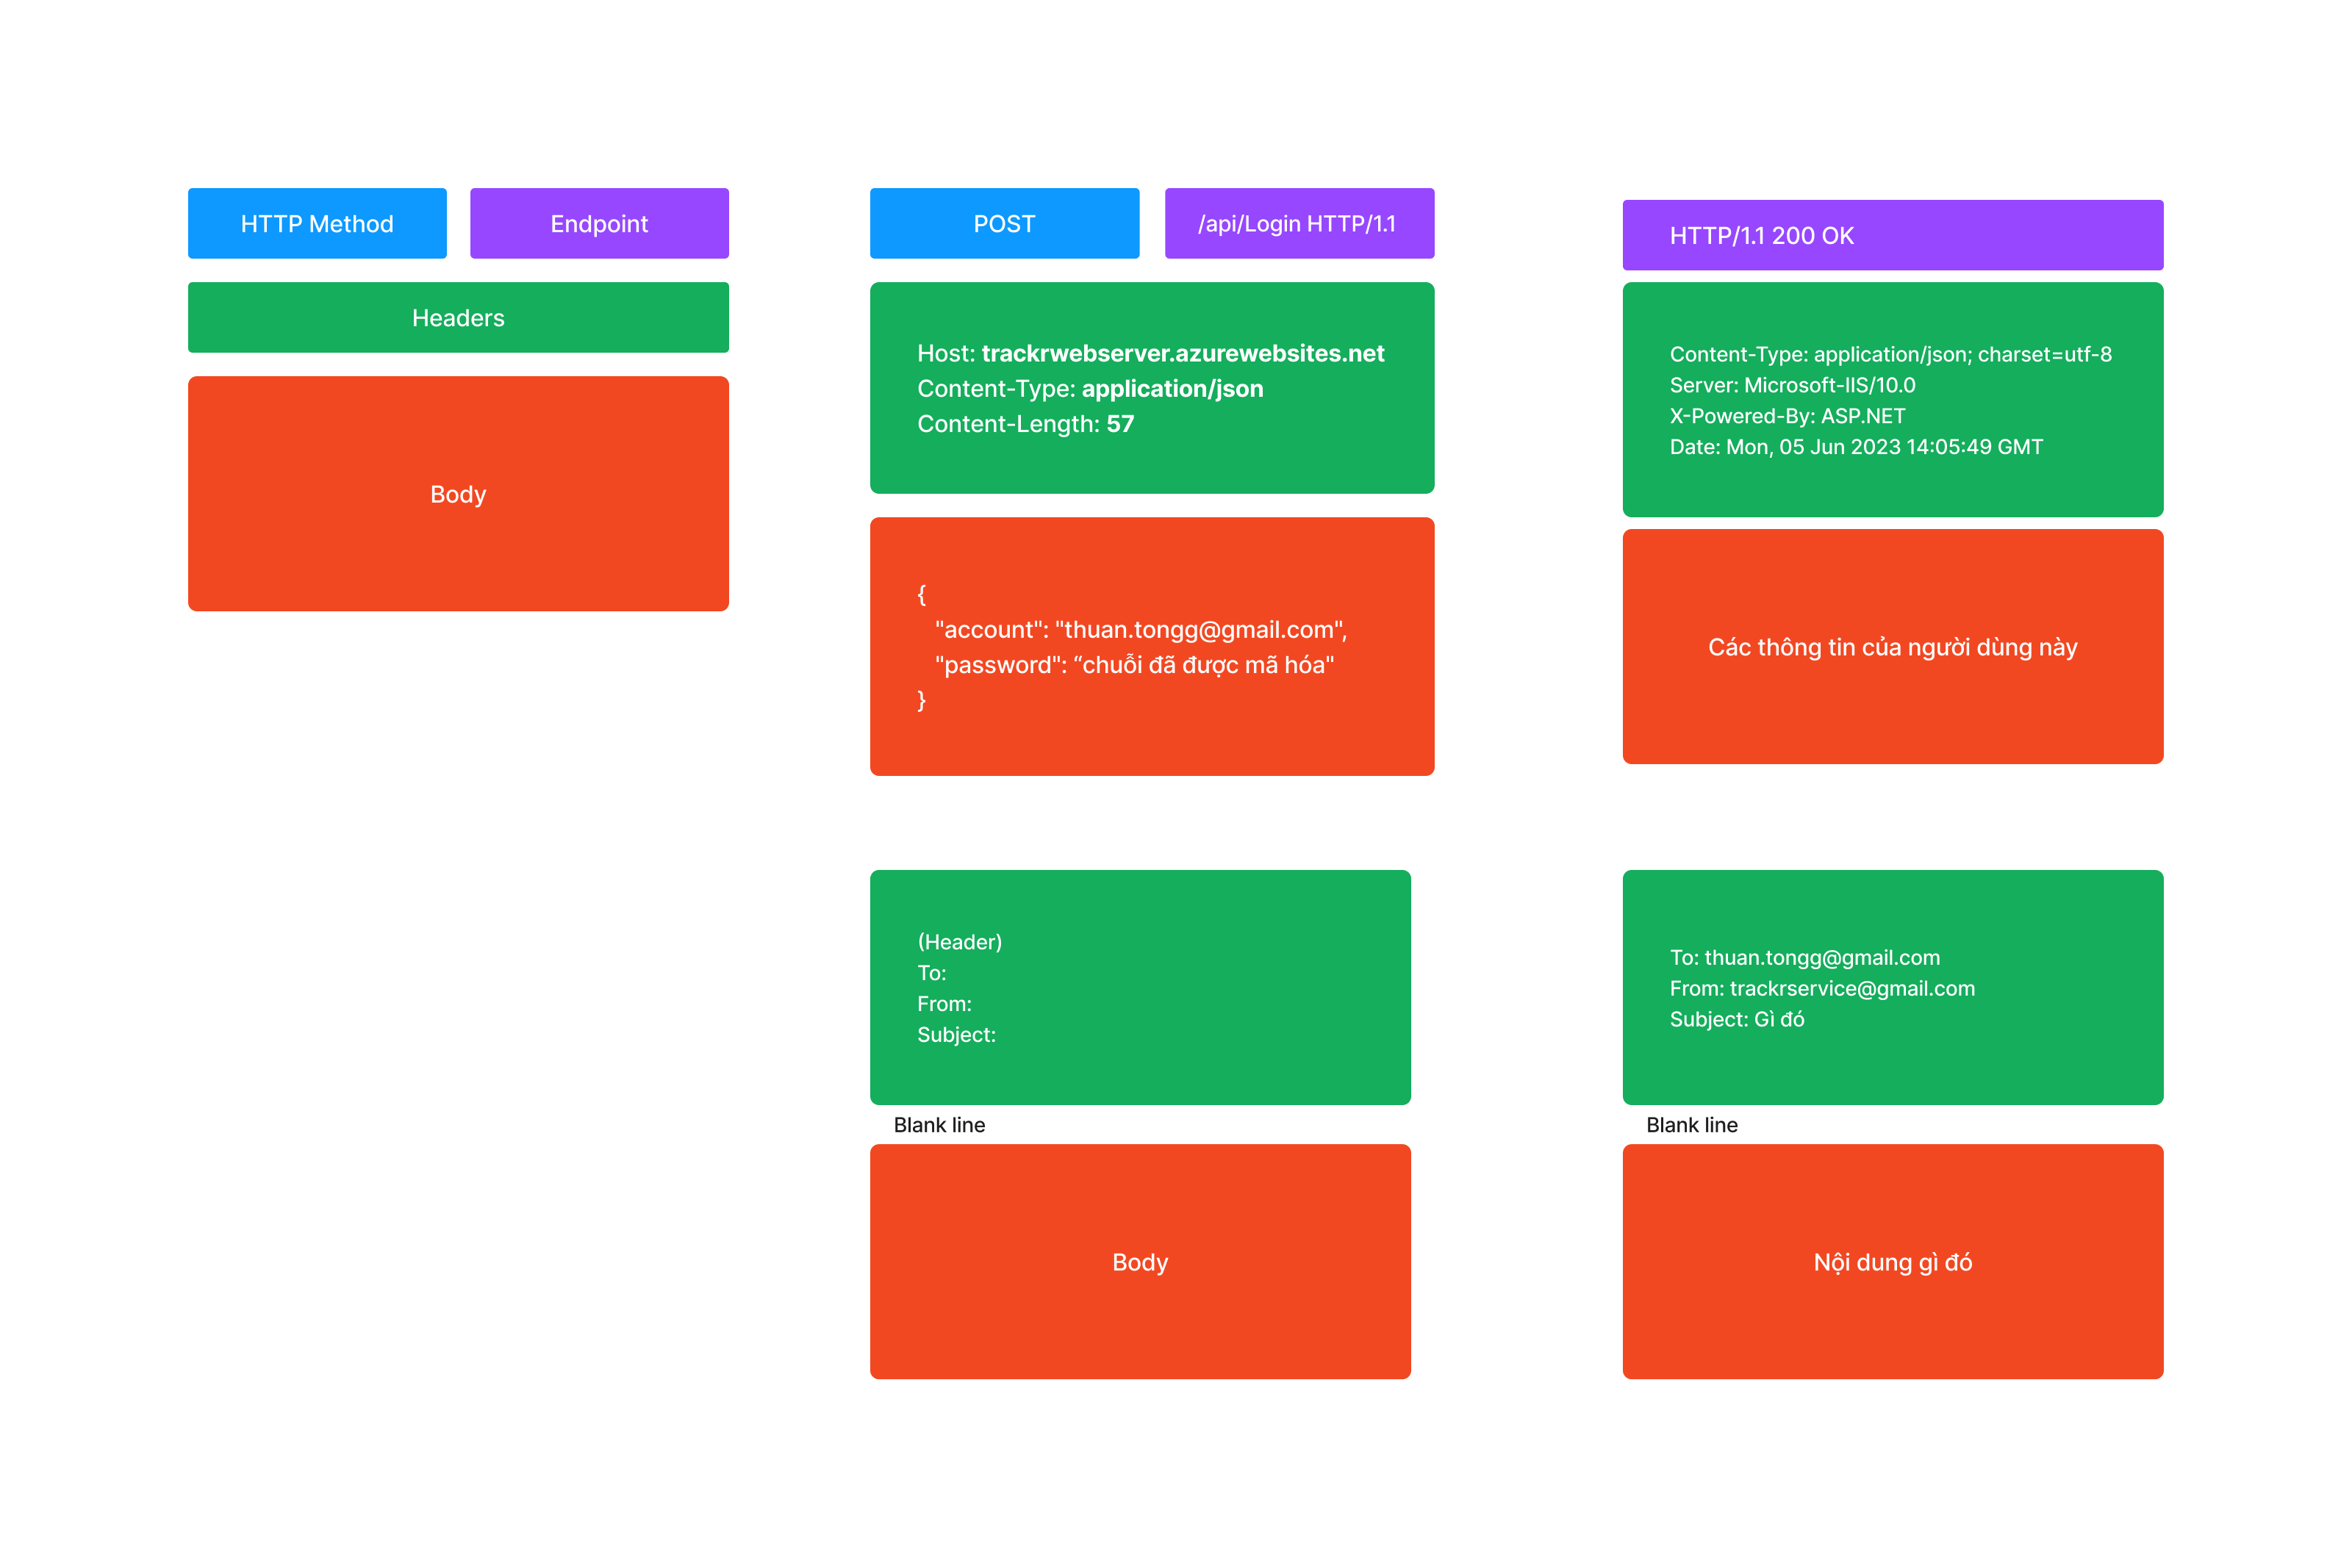 HTTP Method
Endpoint
Headers
Body
POST
/api/Login HTTP/1.1
Host: trackrwebserver.azurewebsites.net
Content-Type: application/json
Content-Length: 57
{
"account": "thuan.tongg@gmail.com",
"password": “chuỗi đã được mã hóa"
}
HTTP/1.1 200 OK
Content-Type: application/json; charset=utf-8
Server: Microsoft-IIS/10.0
X-Powered-By: ASP.NET
Date: Mon, 05 Jun 2023 14:05:49 GMT
Các thông tin của người dùng này
(Header)
To:
From:
Subject:
Blank line
Body
To: thuan.tongg@gmail.com
From: trackrservice@gmail.com
Subject: Gì đó
Blank line
Nội dung gì đó